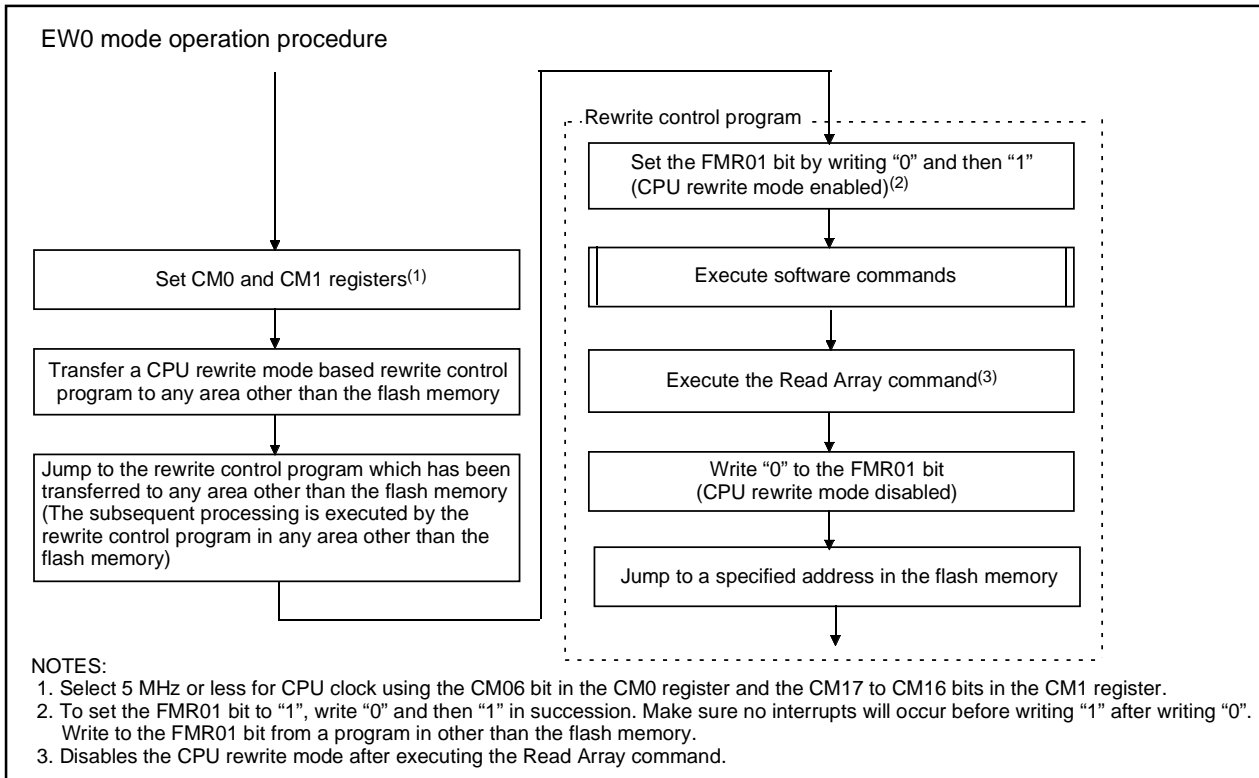 EW0 mode operation procedure
Set CM0 and CM1 registers(1)
Transfer a CPU rewrite mode based rewrite control
program to any area other than the flash memory
Jump to the rewrite control program which has been
transferred to any area other than the flash memory
(The subsequent processing is executed by the
rewrite control program in any area other than the
flash memory)
Rewrite control program
Set the FMR01 bit by writing “0” and then “1”
(CPU rewrite mode enabled)(2)
Execute software commands
Execute the Read Array command(3)
Write “0” to the FMR01 bit
(CPU rewrite mode disabled)
Jump to a specified address in the flash memory
NOTES:
1. Select 5 MHz or less for CPU clock using the CM06 bit in the CM0 register and the CM17 to CM16 bits in the CM1 register.
2. To set the FMR01 bit to “1”, write “0” and then “1” in succession. Make sure no interrupts will occur before writing “1” after writing “0”.
Write to the FMR01 bit from a program in other than the flash memory.
3. Disables the CPU rewrite mode after executing the Read Array command.